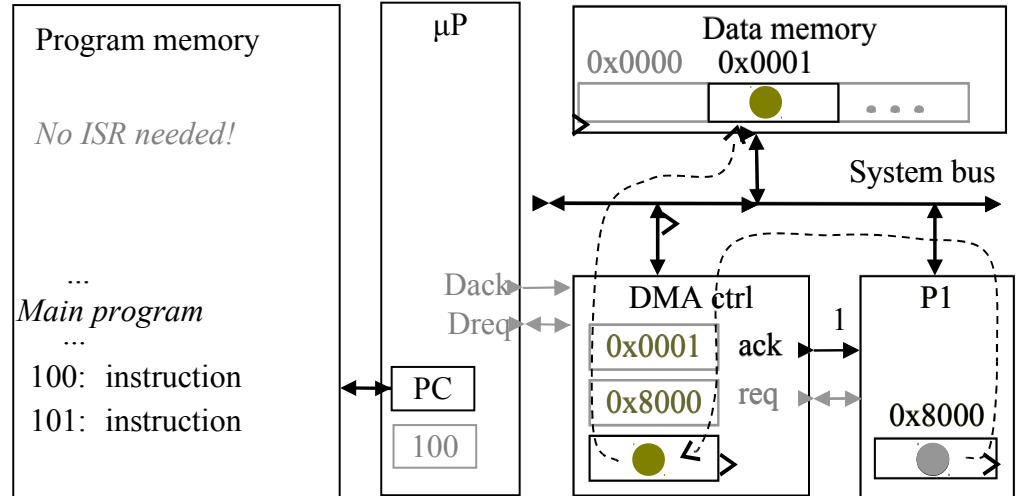 Program memory
No ISR needed!
...
Main program
...
100: instruction
101: instruction
μP
Dack
Dreq
PC
100
Data memory
0x0000 0x0001
...
System bus
DMA ctrl
0x0001
ack
0x8000
req
1
P1
0x8000